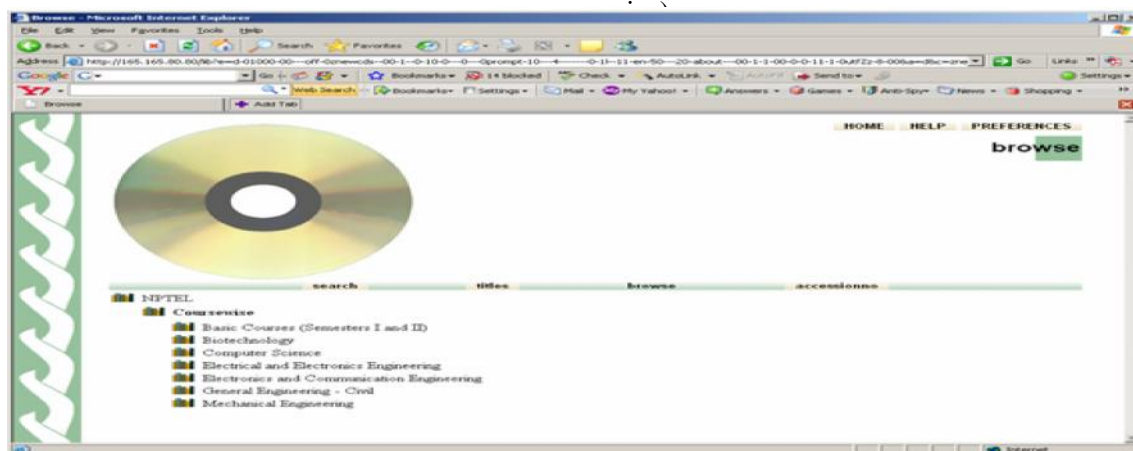 Browse - Microsoft Internet Explorer
File Edit View Favorites Tools Help
Back Search Favorites
Address Go Links
Google Go Bookmarks 14 blocked Check AutoLink Send to Settings
Web Search Bookmarks Settings Mail My Yahoo! Answers Games Anti-Spy News Shopping
Browse Add Tab
HOME HELP PREFERENCES
browse
search titles browse accessionno
NPTEL
Coursewise
Basic Courses (Semesters I and II)
Biotechnology
Computer Science
Electrical and Electronics Engineering
Electronics and Communication Engineering
General Engineering - Civil
Mechanical Engineering
Internet